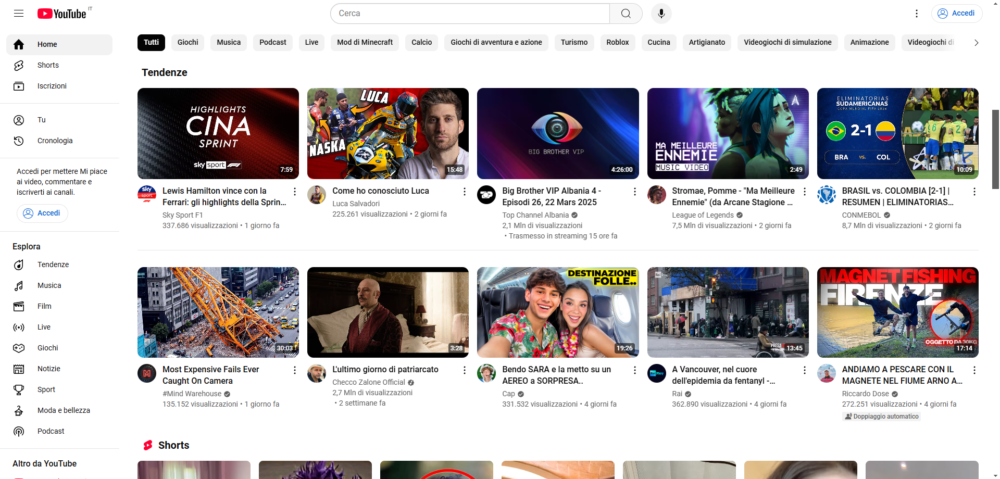 YouTube IT
Cerca
Accedi
Home
Shorts
Iscrizioni
Tu
Cronologia
Accedi per mettere Mi piace
ai video, commentare e
iscriverti ai canali.
Accedi
Esplora
Tendenze
Musica
Film
Live
Giochi
Notizie
Sport
Moda e bellezza
Podcast
Altro da YouTube
Tutti
Giochi
Musica
Podcast
Live
Mod di Minecraft
Calcio
Giochi di avventura e azione
Turismo
Roblox
Cucina
Artigianato
Videogiochi di simulazione
Animazione
Videogiochi di
Tendenze
HIGHLIGHTS
CINA
SPRINT
sky sport F1
7:59
sky
sport
Lewis Hamilton vince con la
Ferrari: gli highlights della Sprin...
Sky Sport F1
337.686 visualizzazioni • 1 giorno fa
LUCA
NASKA
23
15:48
Come ho conosciuto Luca
Luca Salvadori
225.261 visualizzazioni • 2 giorni fa
BIG BROTHER VIP
4:26:00
TOP
Big Brother VIP Albania 4 -
Episodi 26, 22 Mars 2025
Top Channel Albania
2,1 Mln di visualizzazioni
• Trasmesso in streaming 15 ore fa
MA MEILLEURE
ENNEMIE
MUSIC VIDEO
2:49
Stromae, Pomme - "Ma Meilleure
Ennemie" (da Arcane Stagione ...
League of Legends
7,5 Mln di visualizzazioni • 2 giorni fa
ELIMINATORIAS
SUDAMERICANAS
COPA MUNDIAL FIFA 2026
2-1
BRA vs. COL
10:09
BRASIL vs. COLOMBIA [2-1] |
RESUMEN | ELIMINATORIAS...
CONMEBOL
8,7 Mln di visualizzazioni • 2 giorni fa
30:03
M
Most Expensive Fails Ever
Caught On Camera
#Mind Warehouse
135.152 visualizzazioni • 1 giorno fa
3:28
L'ultimo giorno di patriarcato
Checco Zalone Official
2,7 Mln di visualizzazioni
• 2 settimane fa
DESTINAZIONE
FOLLE..
19:26
Bendo SARA e la metto su un
AEREO a SORPRESA..
Cap
331.532 visualizzazioni • 4 giorni fa
Rai
PRESA
13:45
Rai Play
A Vancouver, nel cuore
dell'epidemia da fentanyl -...
Rai
362.890 visualizzazioni • 4 giorni fa
MAGNET FISHING
FIRENZE
OGGETTO DA 30KG
17:14
ANDIAMO A PESCARE CON IL
MAGNETE NEL FIUME ARNO A...
Riccardo Dose
272.251 visualizzazioni • 4 giorni fa
Doppiaggio automatico
Shorts